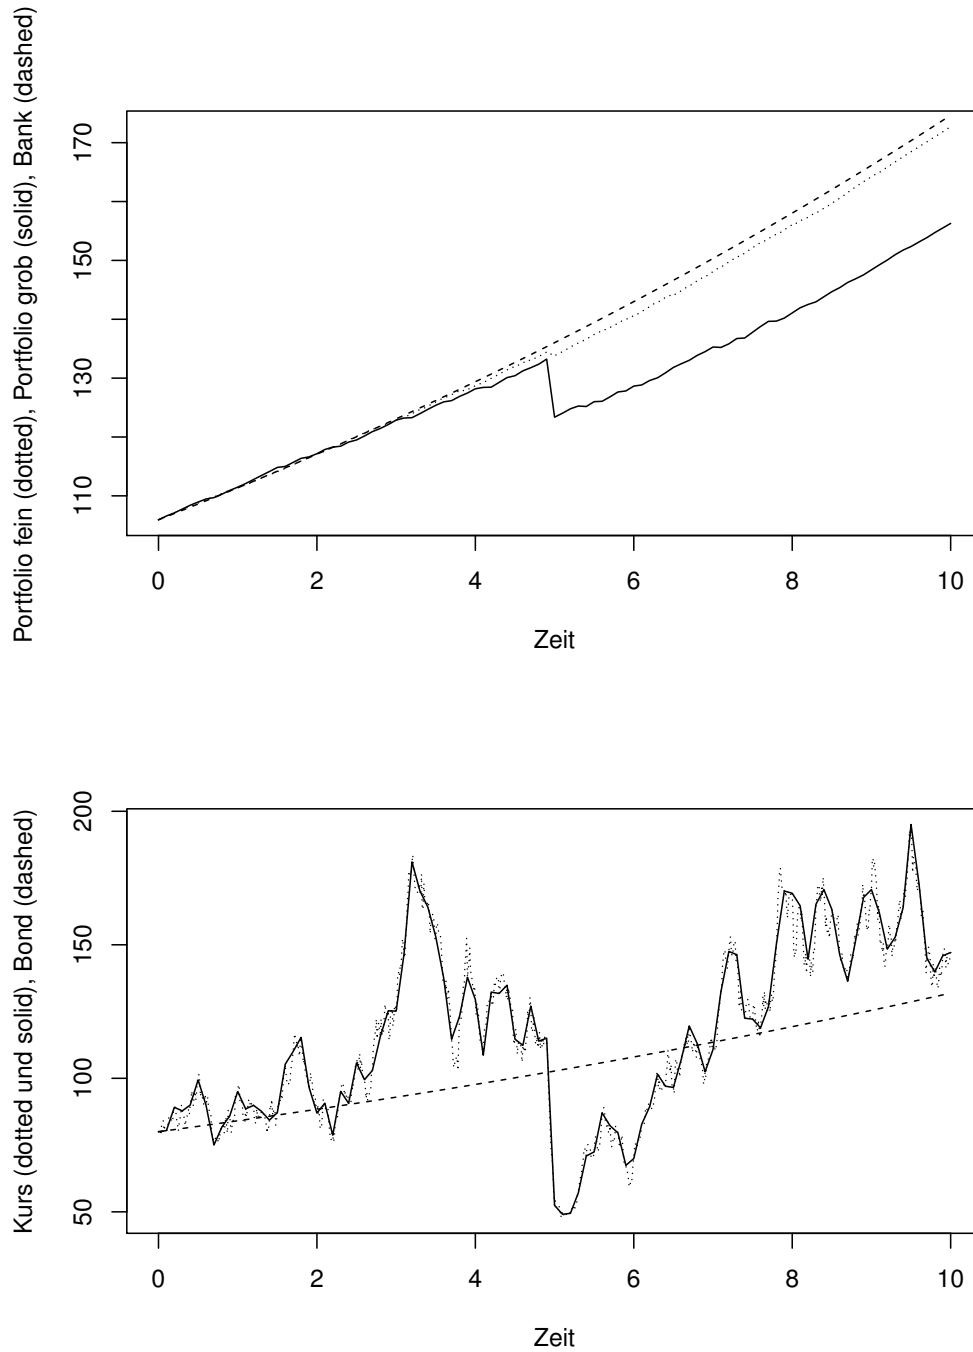 Portfolio fein (dotted), Portfolio grob (solid), Bank (dashed)
170
150
130
110
0 2 4 6 8 10
Zeit
Kurs (dotted und solid), Bond (dashed)
200
150
100
50
0 2 4 6 8 10
Zeit